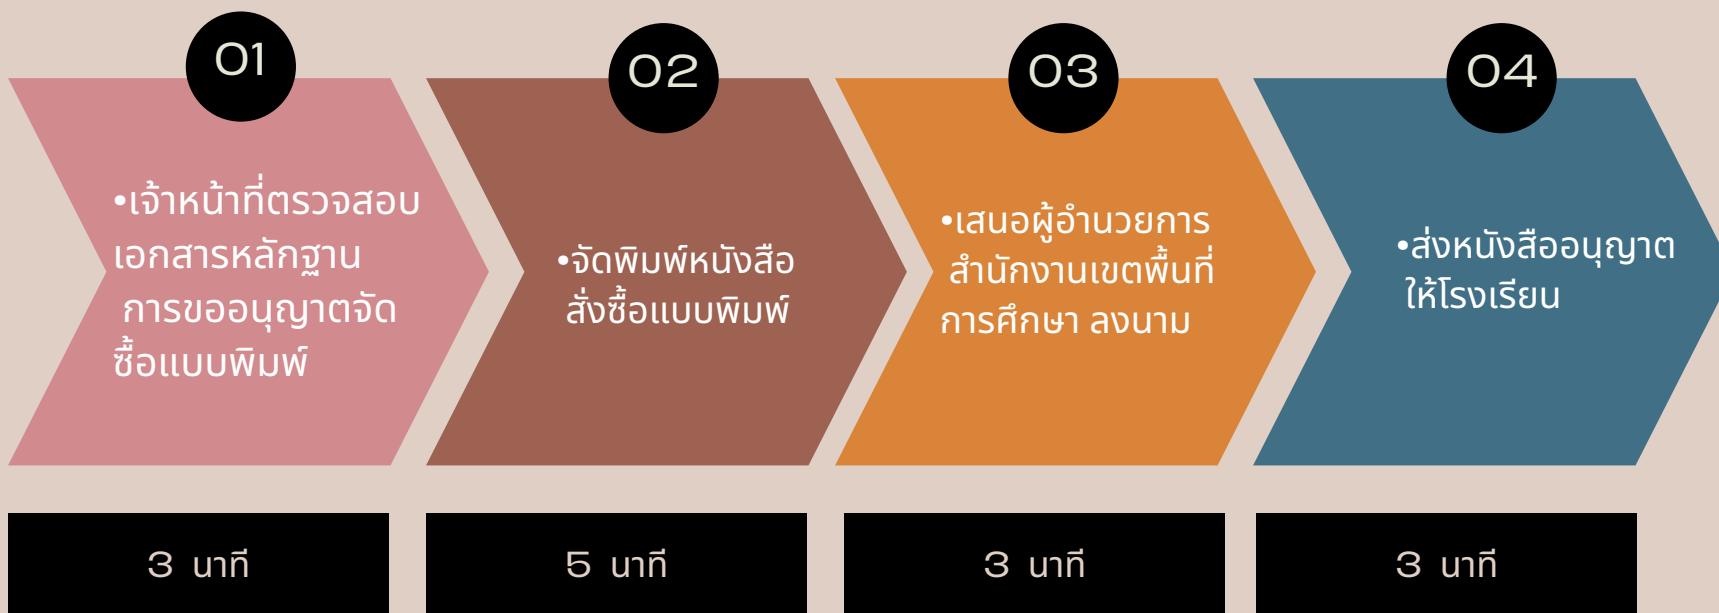 01
•เจ้าหน้าที่ตรวจสอบ
เอกสารหลักฐาน
การขออนุญาตจัด
ซื้อแบบพิมพ์
3 นาที
02
•จัดพิมพ์หนังสือ
สั่งซื้อแบบพิมพ์
5 นาที
03
•เสนอผู้อำนวยการ
สำนักงานเขตพื้นที่
การศึกษา ลงนาม
3 นาที
04
•ส่งหนังสืออนุญาต
ให้โรงเรียน
3 นาที